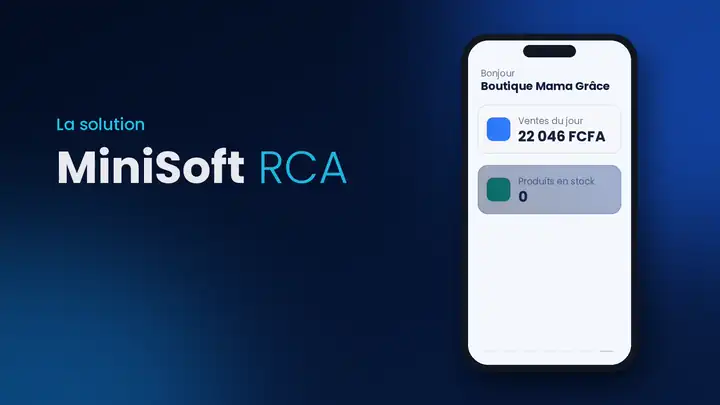 La solution
MiniSoft RCA
Bonjour
Boutique Mama Grâce
Ventes du jour
22 046 FCFA
Produits en stock
0